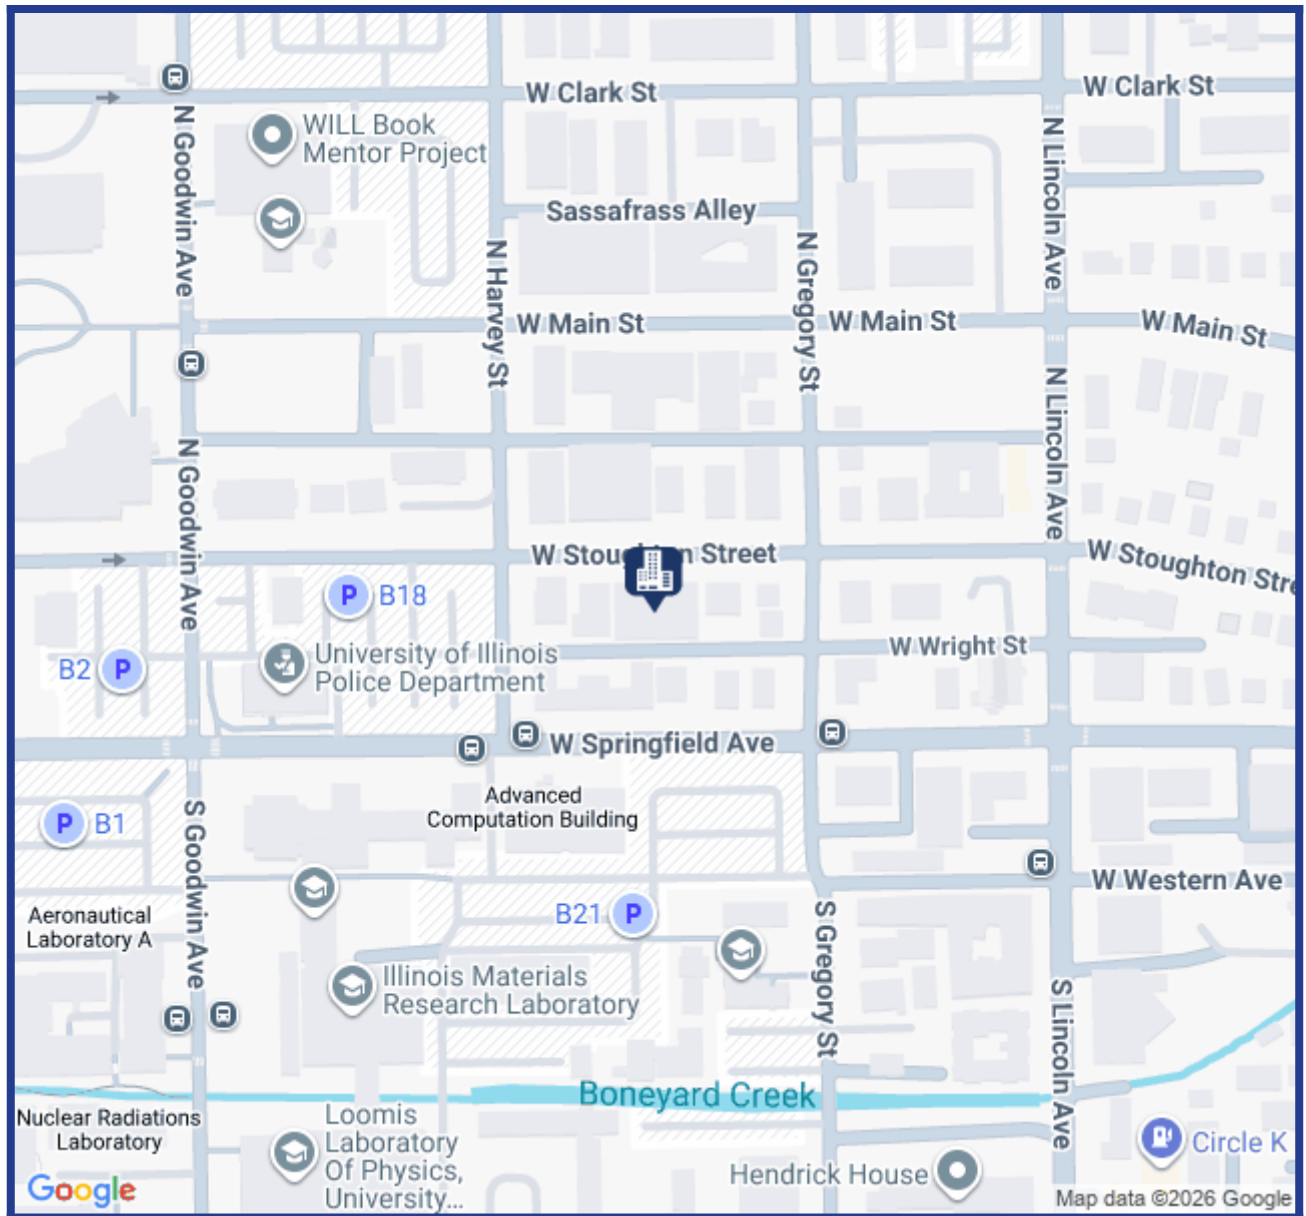 W Clark St
W Clark St
N Goodwin Ave
WILL Book
Mentor Project
N Lincoln Ave
Sassafrass Alley
N Harvey St
N Gregory St
W Main St
W Main St
W Main St
N Lincoln Ave
N Goodwin Ave
W Stoughton Street
W Stoughton Stre
P B18
University of Illinois
Police Department
W Wright St
B2 P
W Springfield Ave
Advanced
Computation Building
P B1
S Goodwin Ave
W Western Ave
Aeronautical
Laboratory A
B21 P
S Gregory St
Illinois Materials
Research Laboratory
S Lincoln Ave
Boneyard Creek
Nuclear Radiations
Laboratory
Loomis
Laboratory
Of Physics,
University...
Circle K
Hendrick House
Google
Map data ©2026 Google